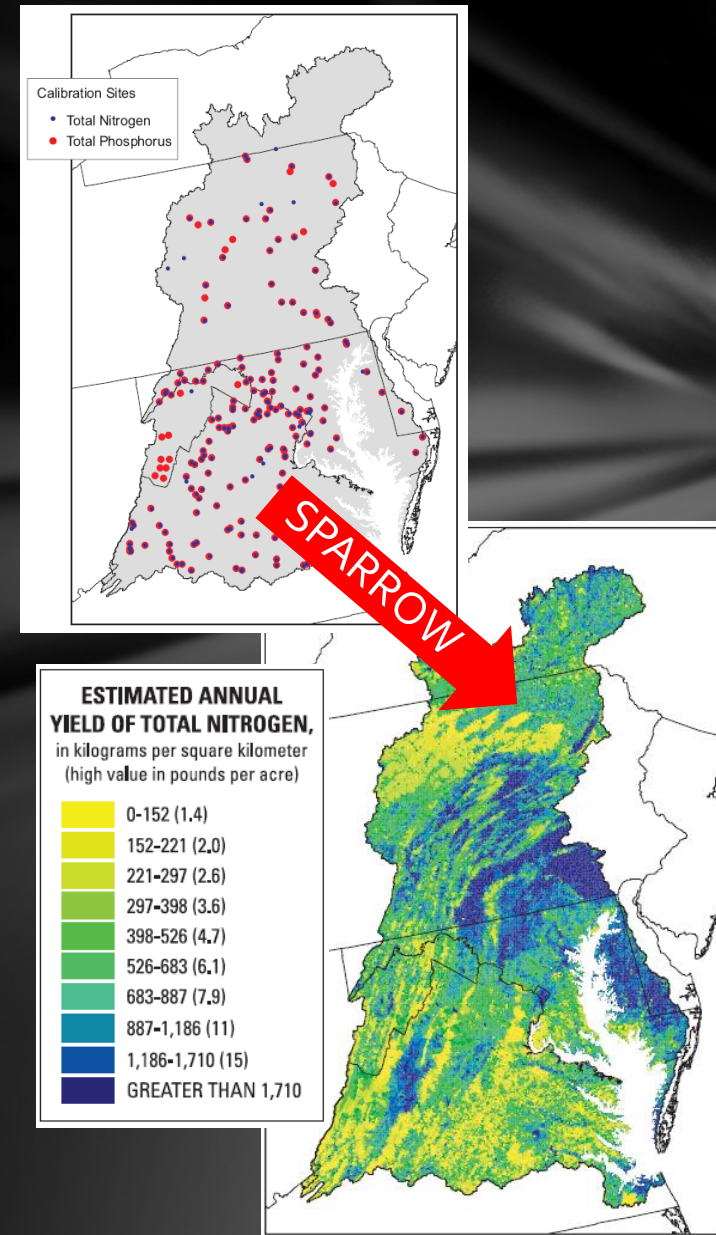 Calibration Sites
Total Nitrogen
Total Phosphorus
SPARROW
ESTIMATED ANNUAL
YIELD OF TOTAL NITROGEN,
in kilograms per square kilometer
(high value in pounds per acre)
0-152 (1.4)
152-221 (2.0)
221-297 (2.6)
297-398 (3.6)
398-526 (4.7)
526-683 (6.1)
683-887 (7.9)
887-1,186 (11)
1,186-1,710 (15)
GREATER THAN 1,710